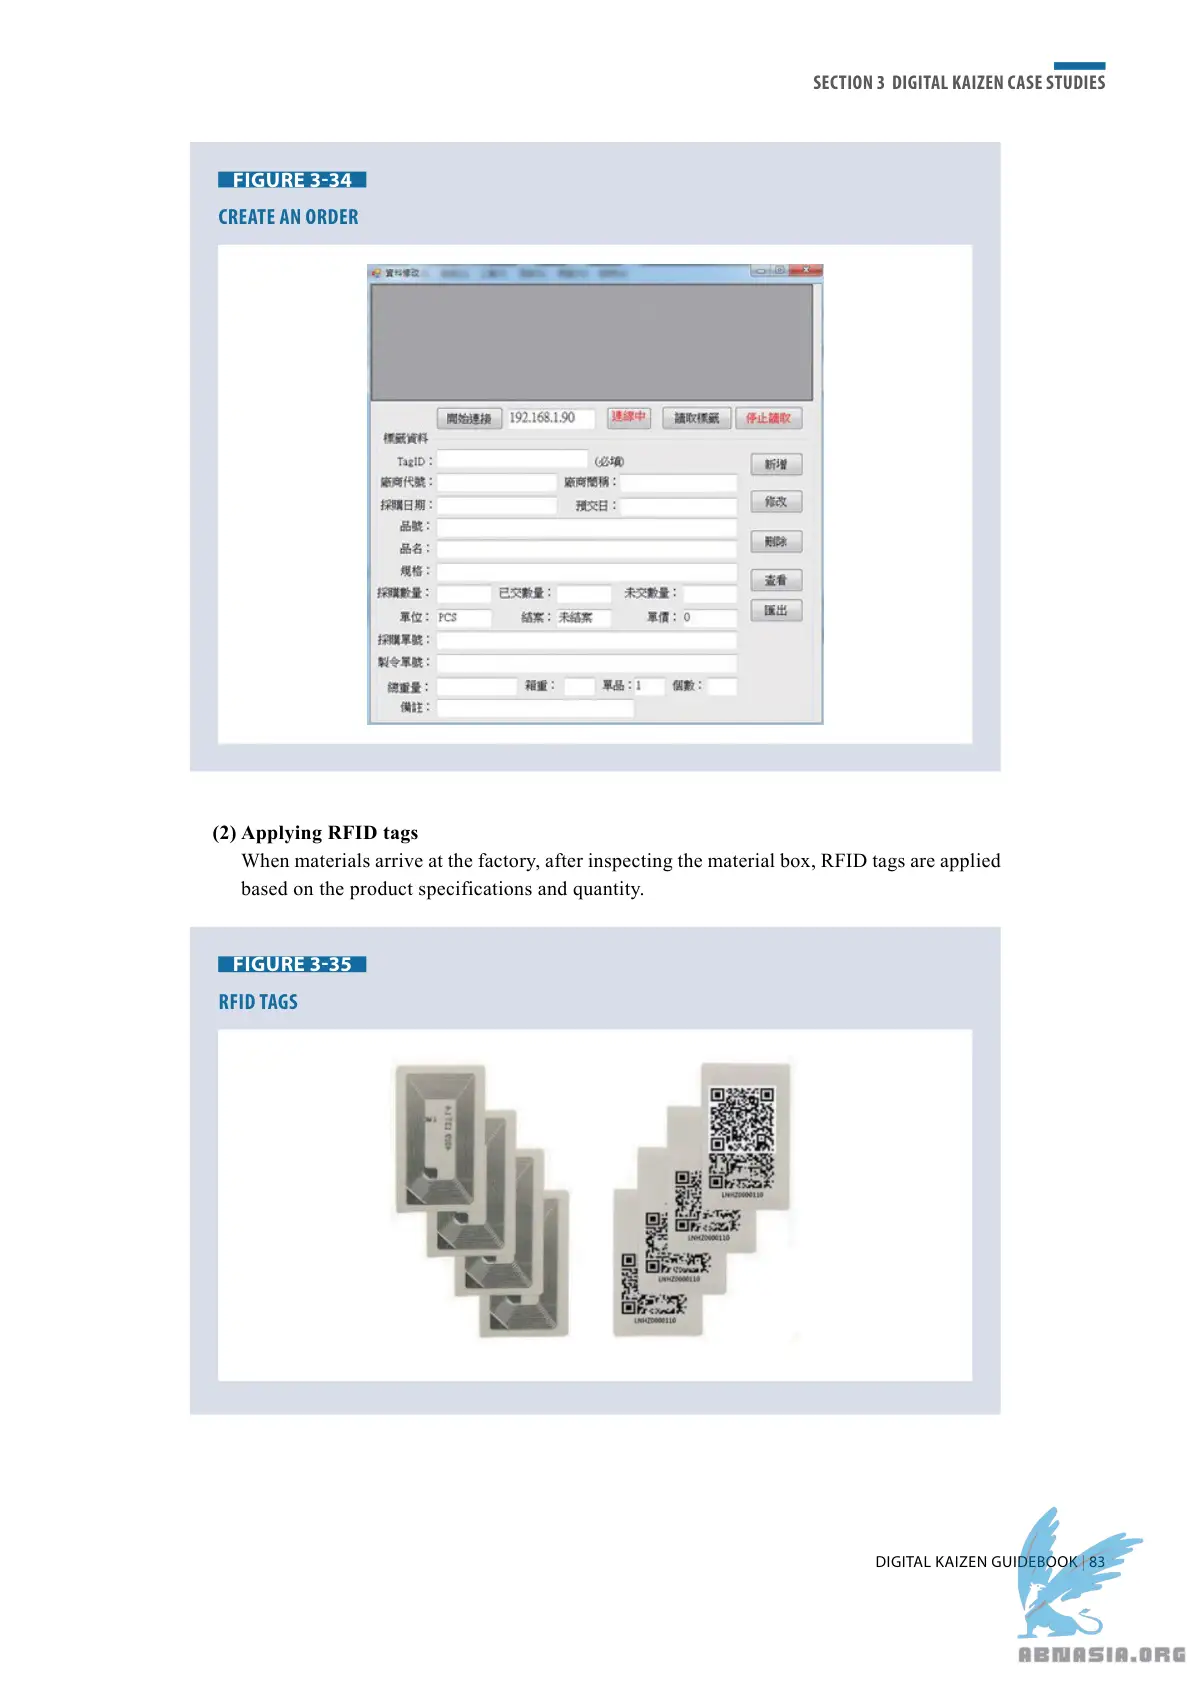 SECTION 3 DIGITAL KAIZEN CASE STUDIES
FIGURE 3-34
CREATE AN ORDER
資料修改
開始連接 192.168.1.90 連線中 讀取標籤 停止讀取
標籤資料
TagID： (必填) 新增
廠商代號： 廠商簡稱：
採購日期： 預交日： 修改
品號：
品名： 刪除
規格： 查看
採購數量： 已交數量： 未交數量：
單位：PCS 結案：未結案 單價：0 匯出
採購單號：
製令單號：
總重量： 箱重： 單品：1 個數：
備註：
(2) Applying RFID tags
When materials arrive at the factory, after inspecting the material box, RFID tags are applied
based on the product specifications and quantity.
FIGURE 3-35
RFID TAGS
LNHZ0000110
LNHZ0000110
LNHZ0000110
LNHZ0000110
DIGITAL KAIZEN GUIDEBOOK | 83
ABNASIA.ORG